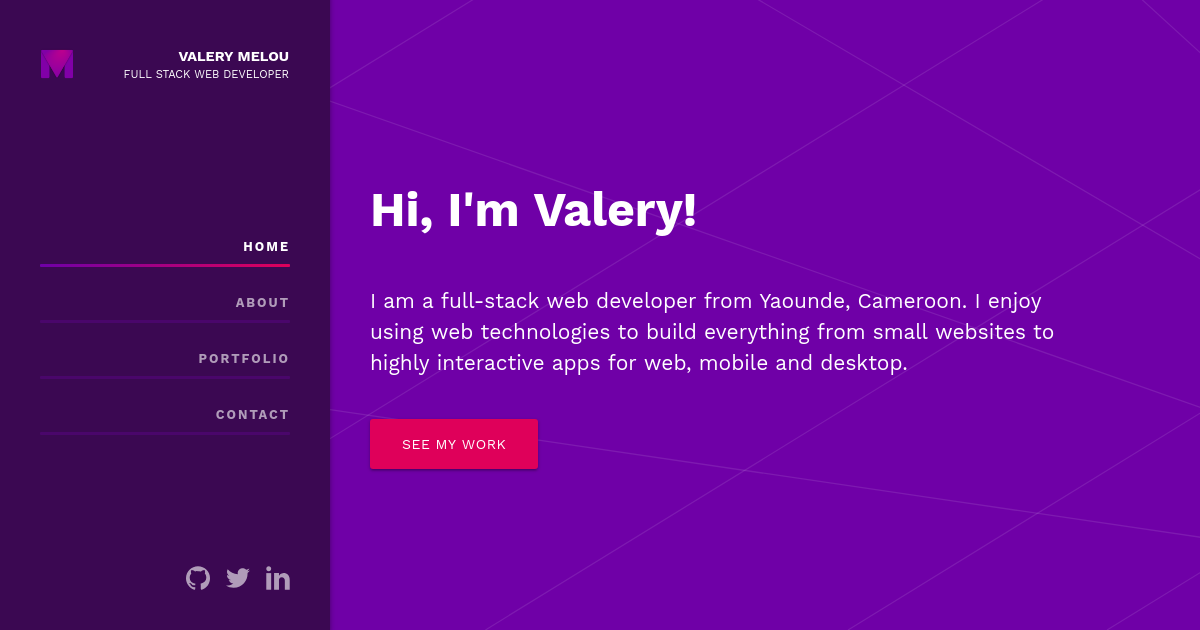 VALERY MELOU
FULL STACK WEB DEVELOPER
HOME
ABOUT
PORTFOLIO
CONTACT
Hi, I'm Valery!
I am a full-stack web developer from Yaounde, Cameroon. I enjoy
using web technologies to build everything from small websites to
highly interactive apps for web, mobile and desktop.
SEE MY WORK